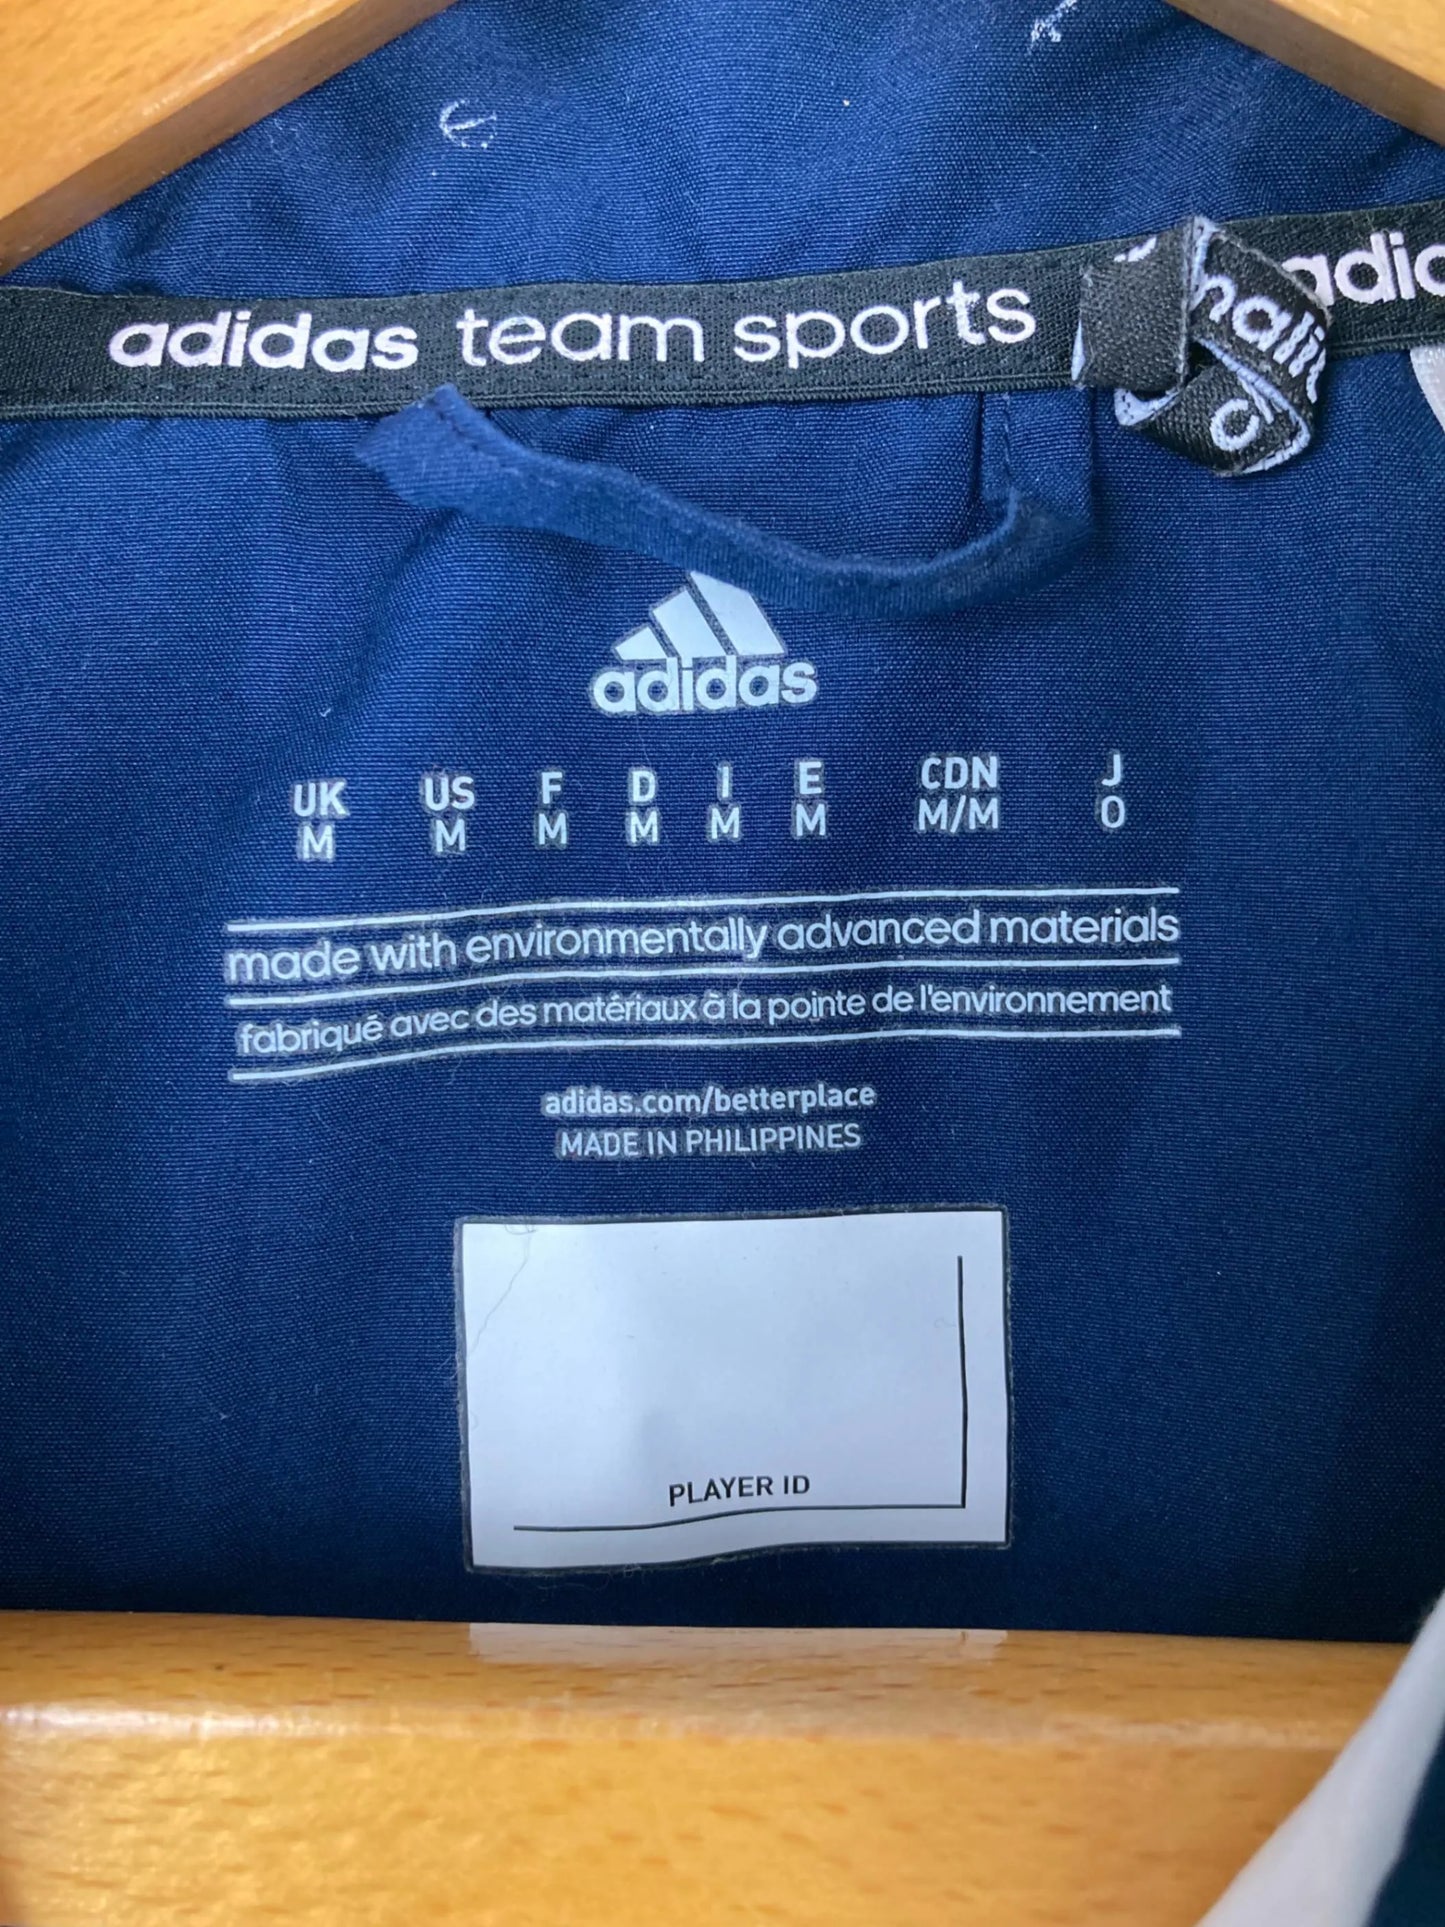 adidas team sports
adidas
UK US F D I E CDN J
M M M M M M M/M O
made with environmentally advanced materials
fabriqué avec des matériaux à la pointe de l'environnement
adidas.com/betterplace
MADE IN PHILIPPINES
PLAYER ID